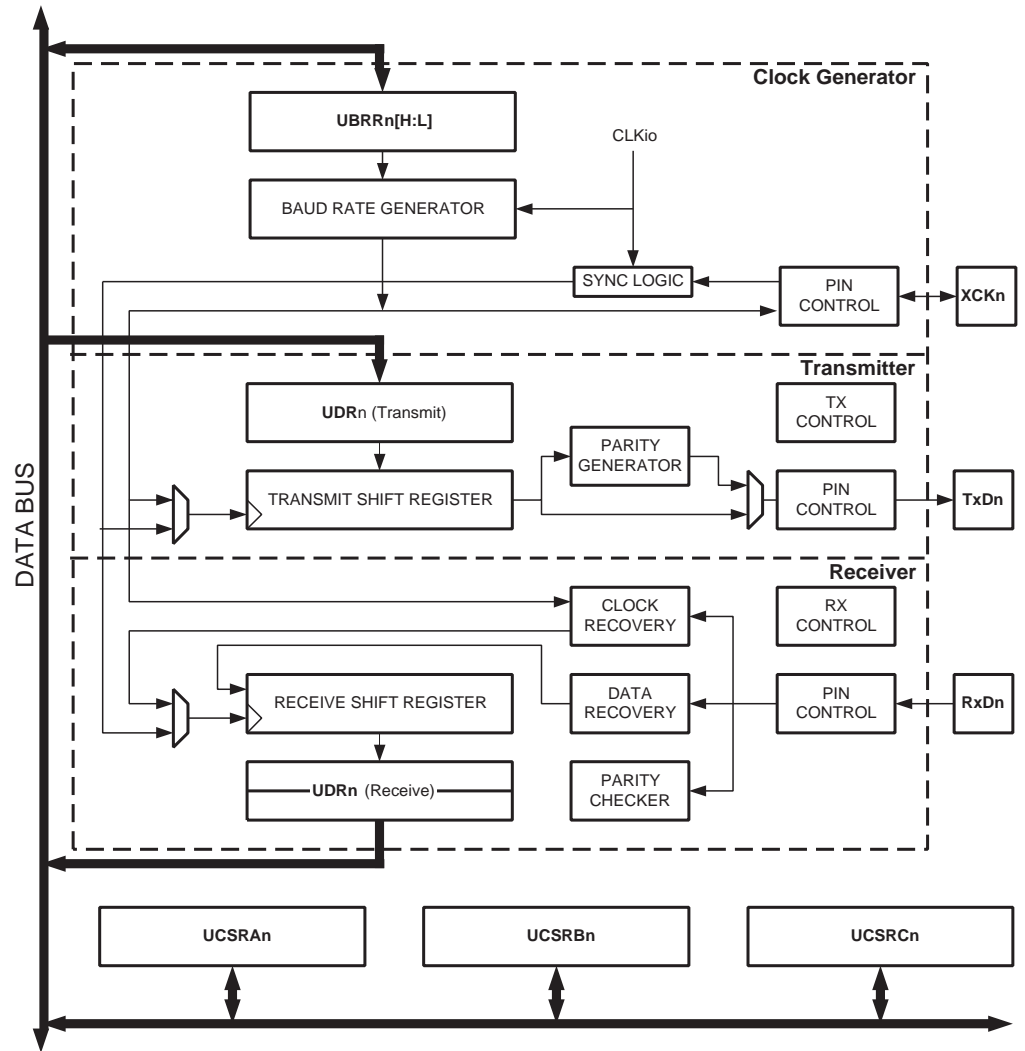 DATA BUS
Clock Generator
UBRRn[H:L]
CLKio
BAUD RATE GENERATOR
SYNC LOGIC
PIN
CONTROL
XCKn
Transmitter
UDRn (Transmit)
TX
CONTROL
PARITY
GENERATOR
TRANSMIT SHIFT REGISTER
PIN
CONTROL
TxDn
Receiver
CLOCK
RECOVERY
RX
CONTROL
RECEIVE SHIFT REGISTER
DATA
RECOVERY
PIN
CONTROL
RxDn
UDRn (Receive)
PARITY
CHECKER
UCSRAn
UCSRBn
UCSRCn